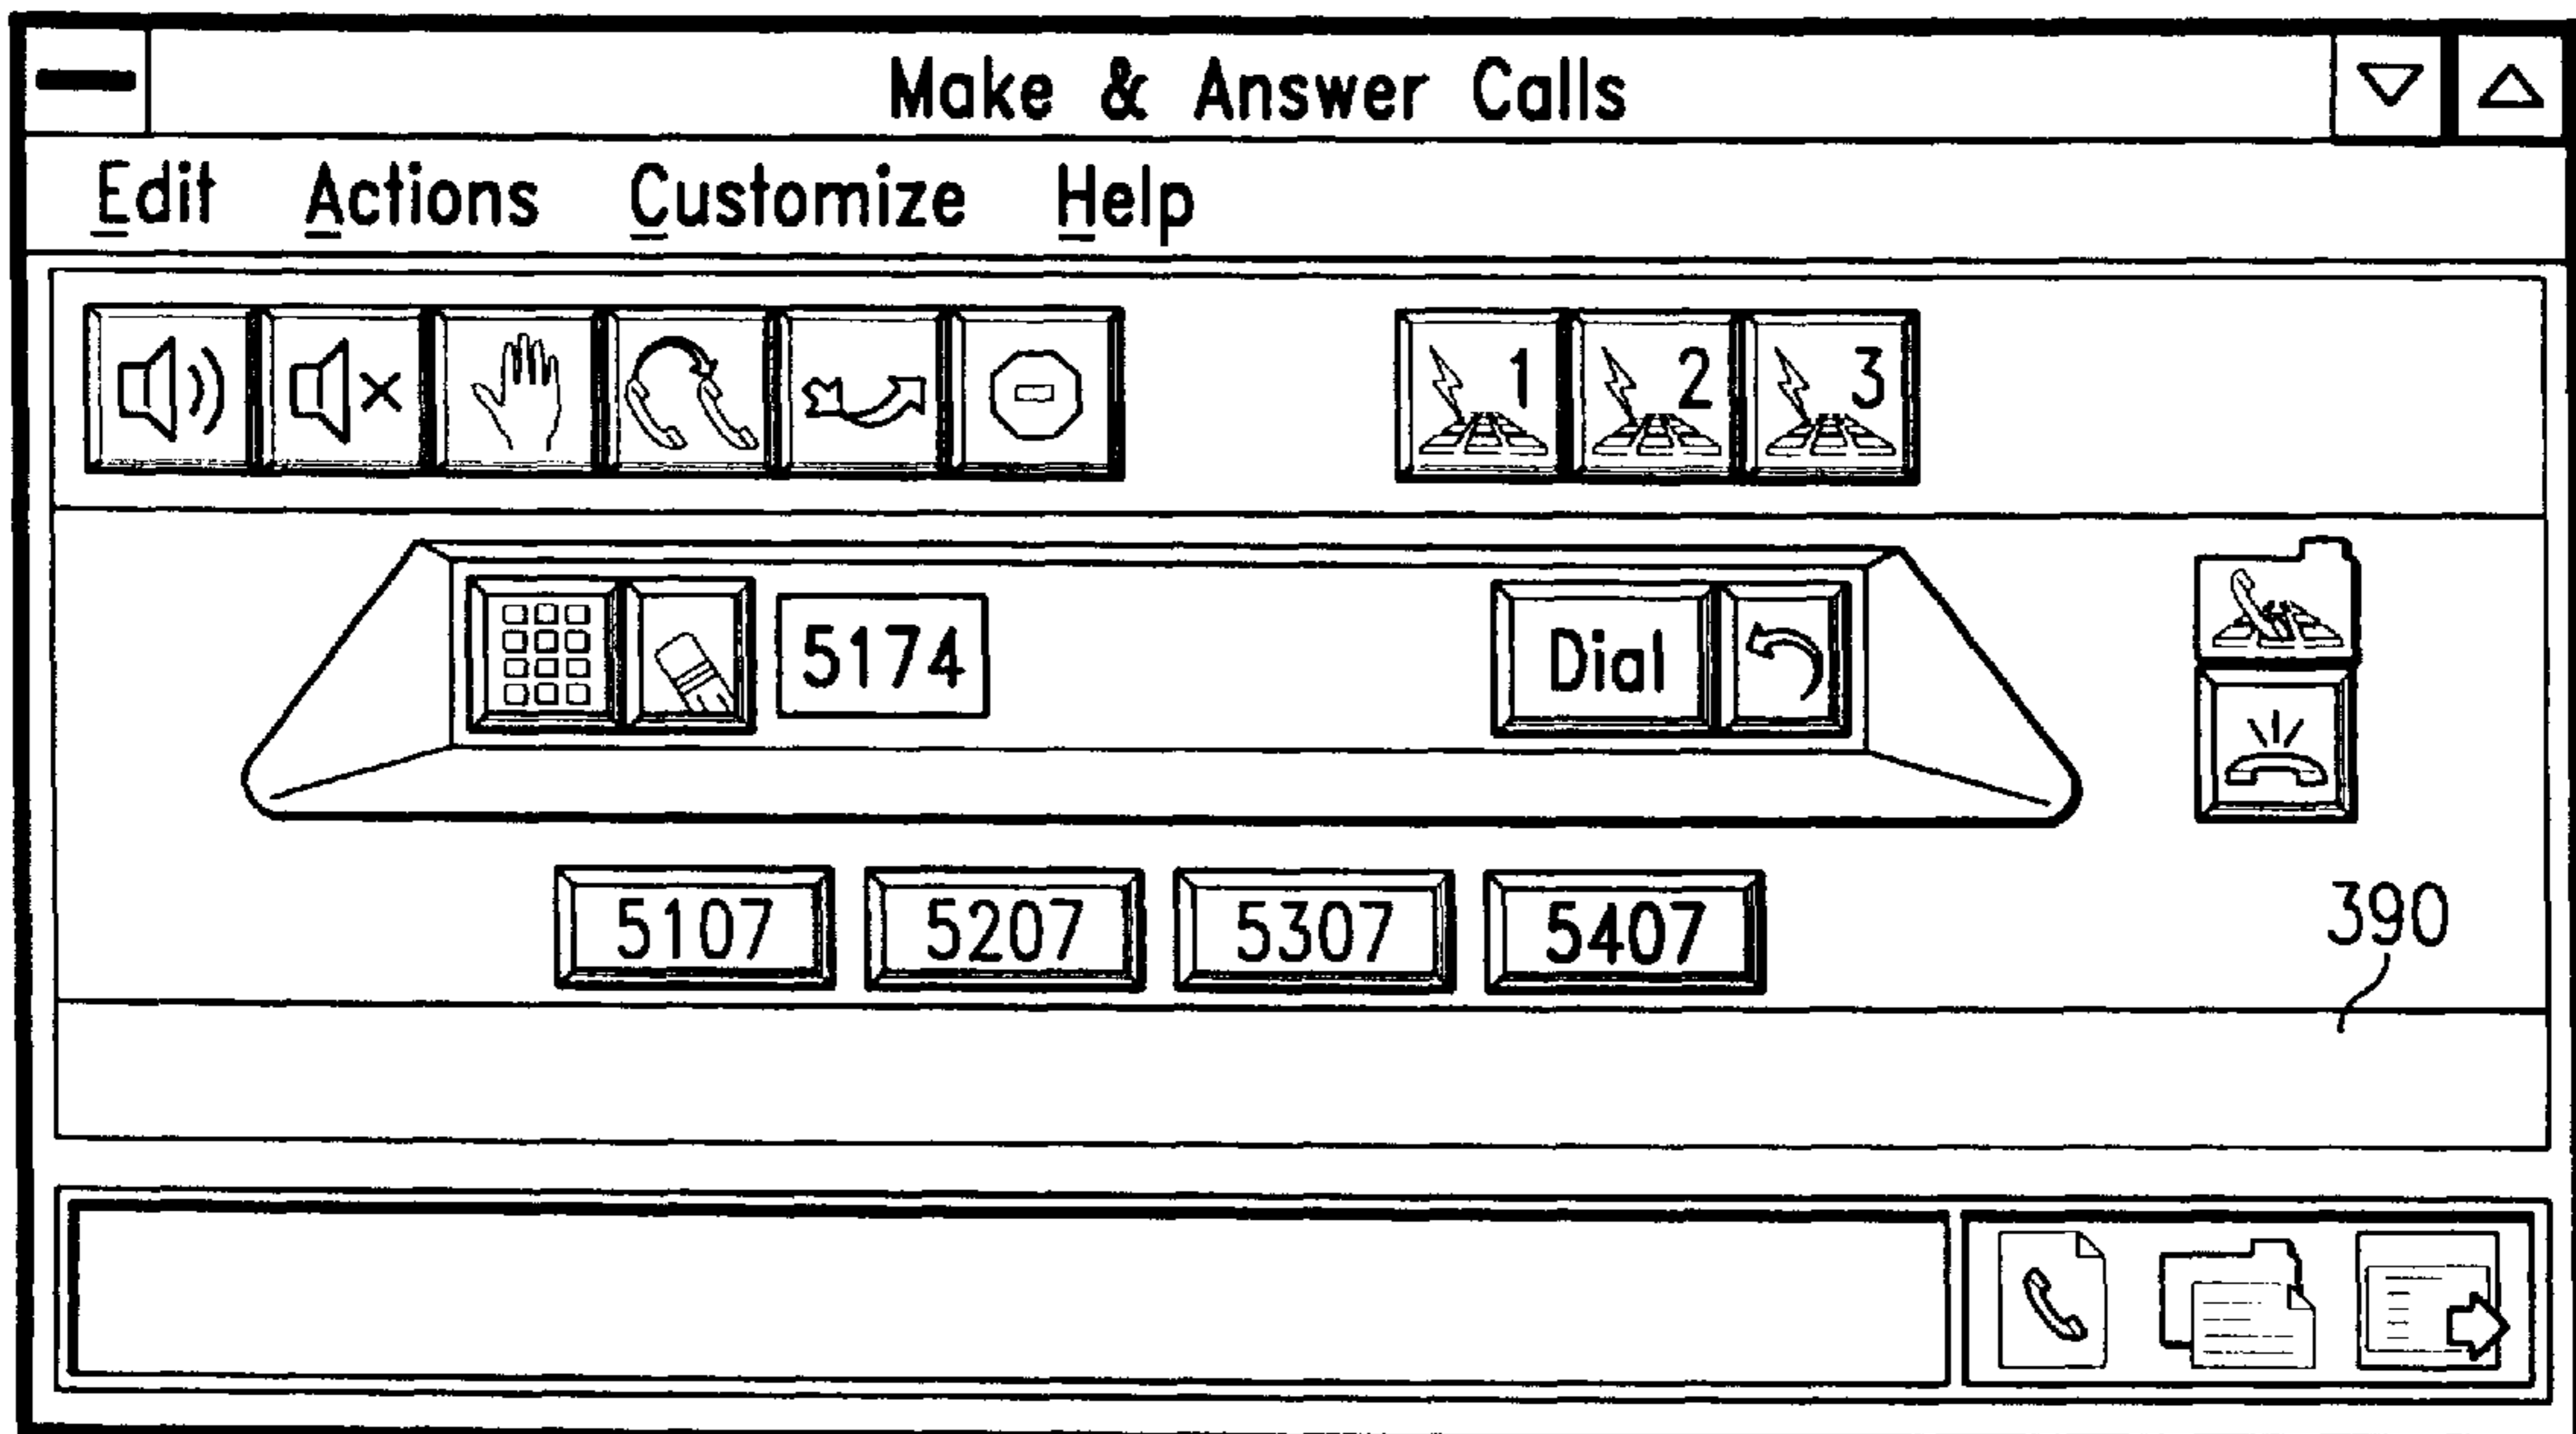 Make & Answer Calls
Edit Actions Customize Help
1 2 3
5174 Dial
5107 5207 5307 5407
390